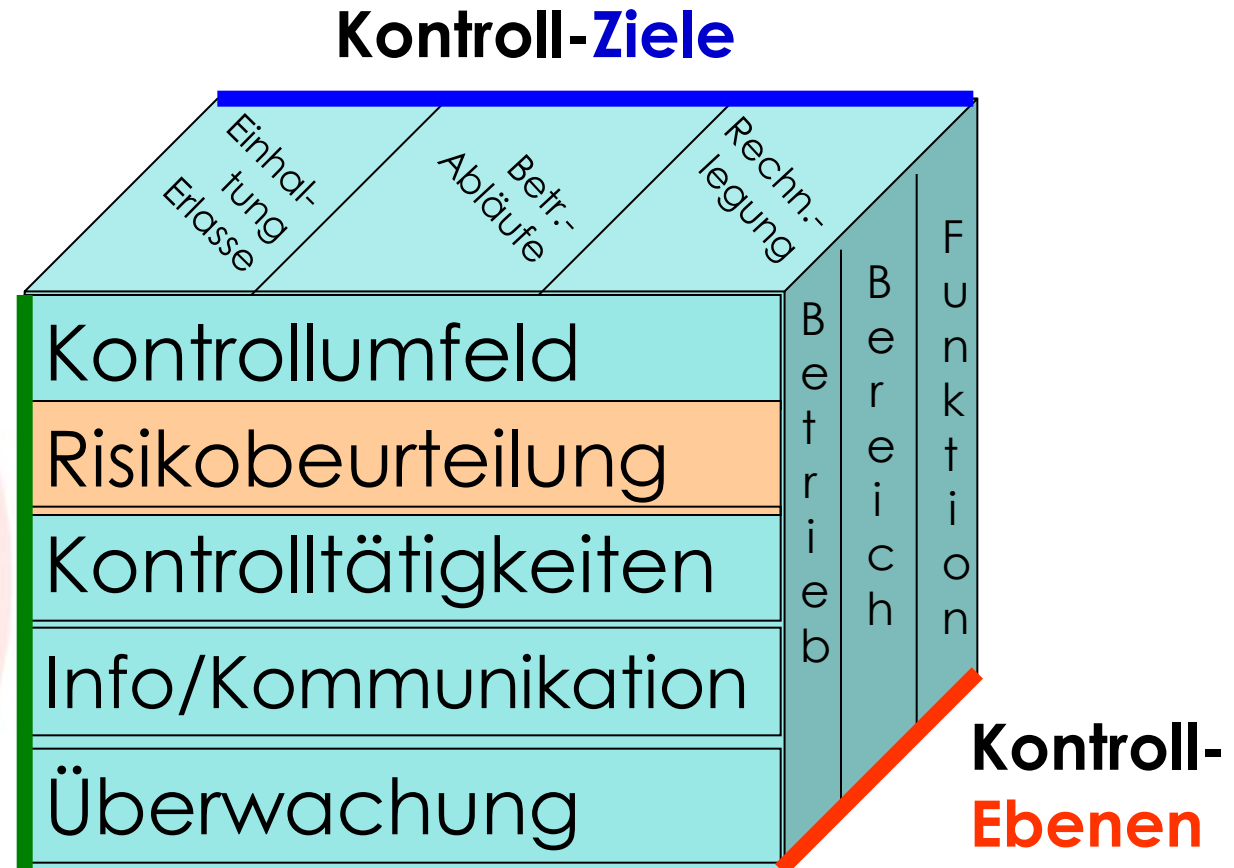 Kontroll-Ziele
Einhal-
tung
Erlasse
Betr.-
Abläufe
Rechn.-
legung
Kontrollumfeld
Risikobeurteilung
Kontrolltätigkeiten
Info/Kommunikation
Überwachung
Betrieb
Bereich
Funktion
Kontroll-
Ebenen